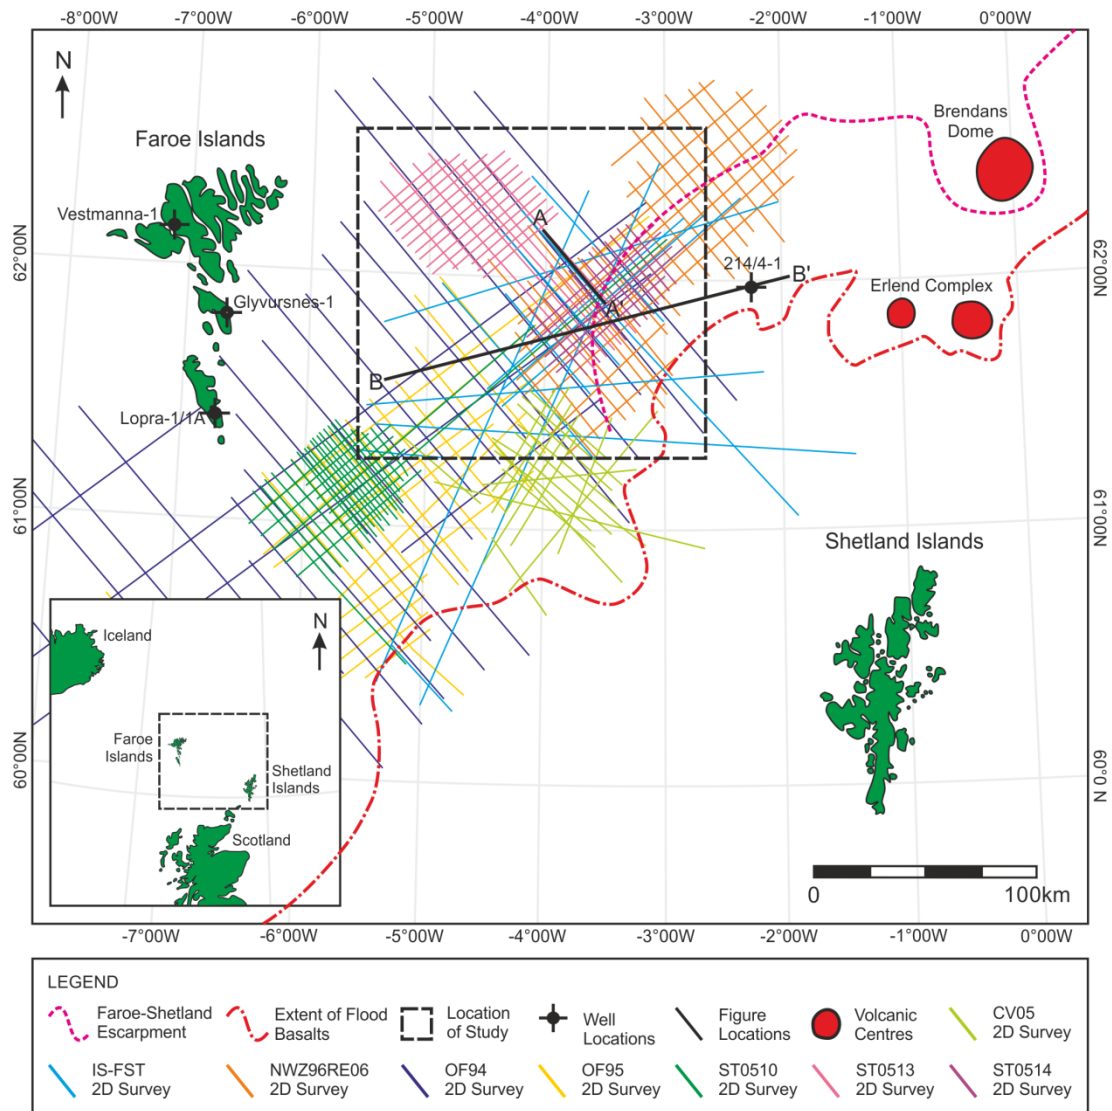 -8°00'W -7°00'W -6°00'W -5°00'W -4°00'W -3°00'W -2°00'W -1°00'W 0°00'W
N
Faroe Islands
Brendans
Dome
Vestmanna-1
A
62°00'N
62°00'N
214/4-1
B'
Glyvursnes-1
A'
Erlend Complex
B
Lopra-1/1A
61°00'N
61°00'N
Shetland Islands
N
Iceland
Faroe
Islands
Shetland
Islands
Scotland
60°00'N
60°0 N
0
100km
-7°00'W -6°00'W -5°00'W -4°00'W -3°00'W -2°00'W -1°00'W 0°00'W
LEGEND
Faroe-Shetland
Escarpment
Extent of Flood
Basalts
Location
of Study
Well
Locations
Figure
Locations
Volcanic
Centres
CV05
2D Survey
IS-FST
2D Survey
NWZ96RE06
2D Survey
OF94
2D Survey
OF95
2D Survey
ST0510
2D Survey
ST0513
2D Survey
ST0514
2D Survey